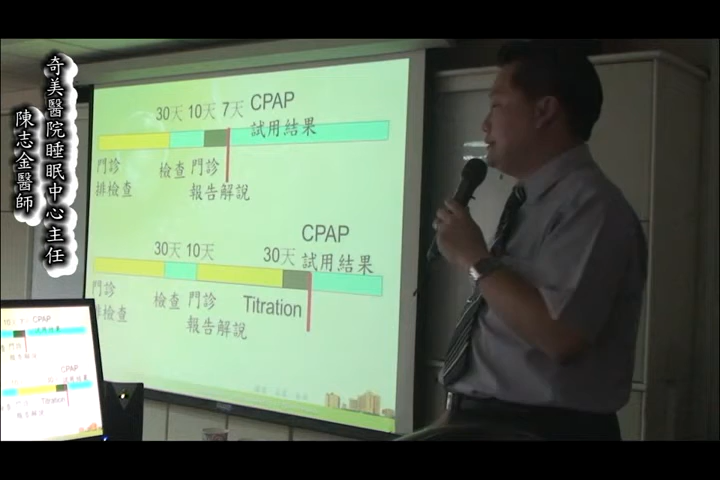 奇美醫院睡眠中心主任
陳志金醫師
30天 10天 7天 CPAP
試用結果
門診 檢查 門診
排檢查 報告解說
CPAP
30天 10天 30天 試用結果
門診 檢查 門診 Titration
排檢查 報告解說
CPAP
CPAP
Titration